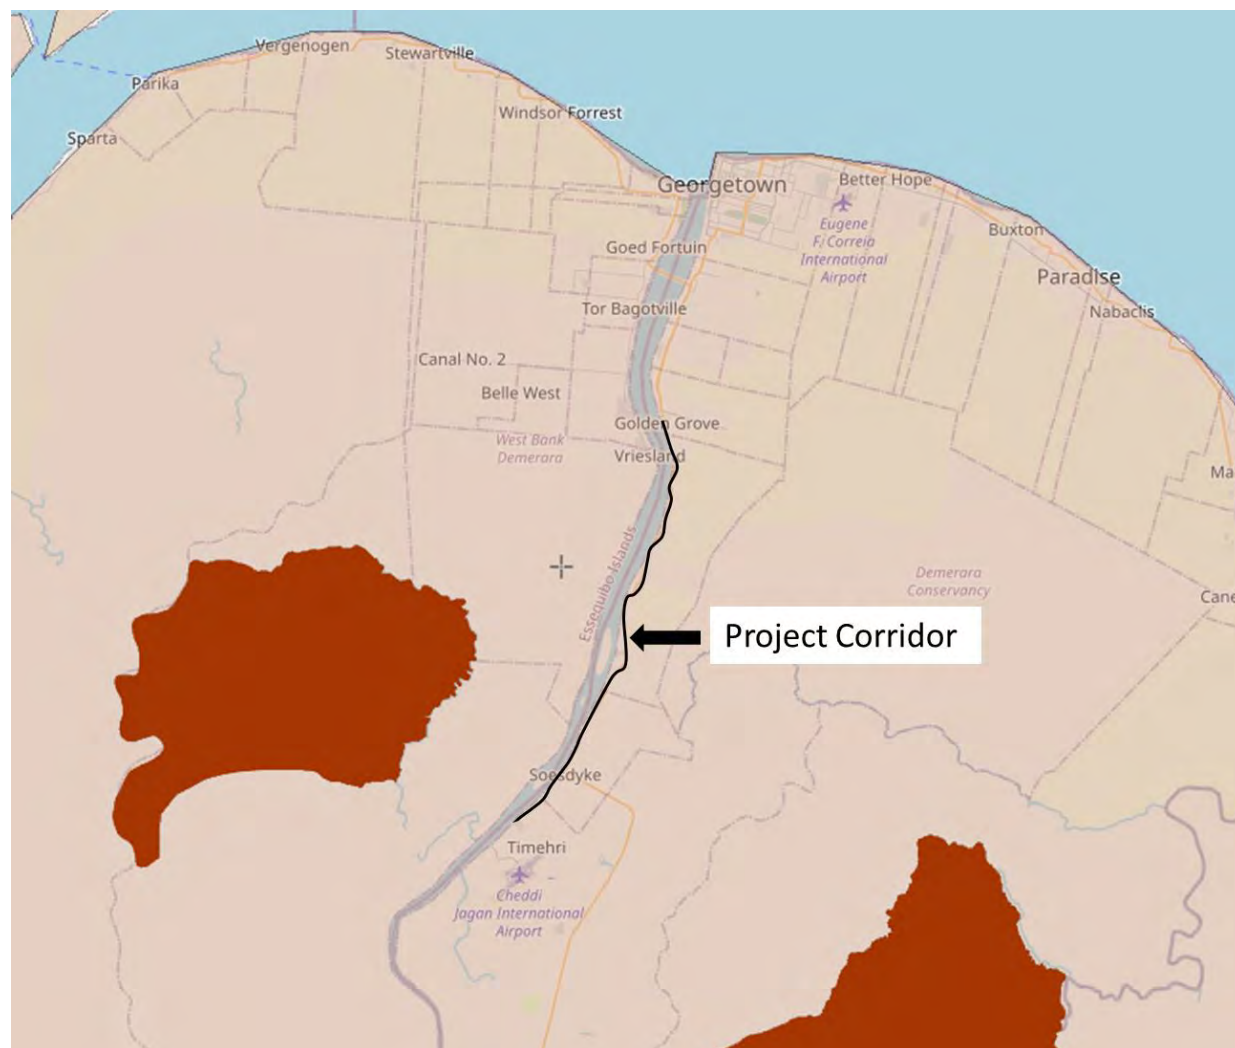 Vergenogen
Stewartville
Parika
Windsor Forrest
Sparta
Georgetown
Better Hope
Eugene
F. Correia
International
Airport
Buxton
Goed Fortuin
Paradise
Tor Bagotville
Nabaclis
Canal No. 2
Belle West
Golden Grove
West Bank
Demerara
Vriesland
Ma
Essequibo Islands
Demerara
Conservancy
Cane
Project Corridor
Soesdyke
Timehri
Cheddi
Jagan International
Airport